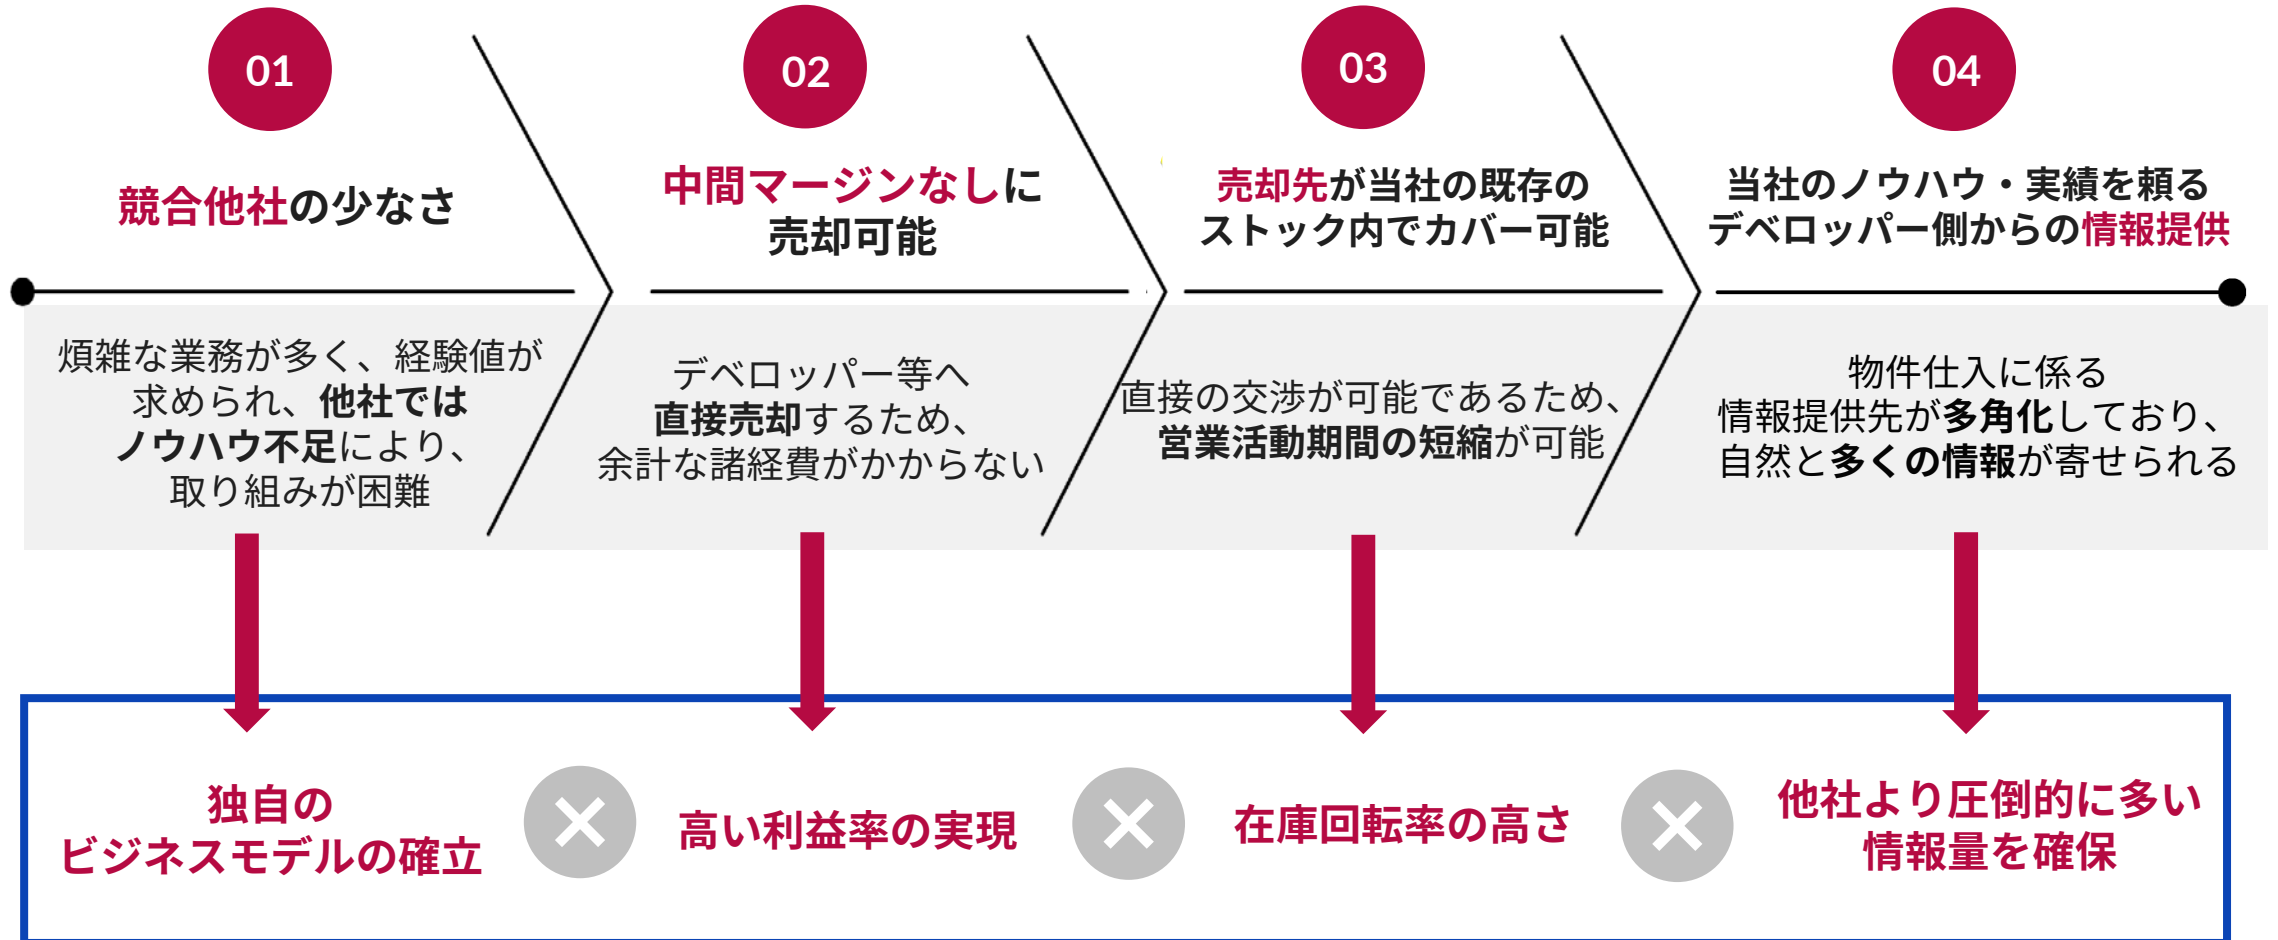 01
競合他社の少なさ
煩雑な業務が多く、経験値が
求められ、他社では
ノウハウ不足により、
取り組みが困難
02
中間マージンなしに
売却可能
デベロッパー等へ
直接売却するため、
余計な諸経費がかからない
03
売却先が当社の既存の
ストック内でカバー可能
直接の交渉が可能であるため、
営業活動期間の短縮が可能
04
当社のノウハウ・実績を頼る
デベロッパー側からの情報提供
物件仕入に係る
情報提供先が多角化しており、
自然と多くの情報が寄せられる
独自の
ビジネスモデルの確立
高い利益率の実現
在庫回転率の高さ
他社より圧倒的に多い
情報量を確保